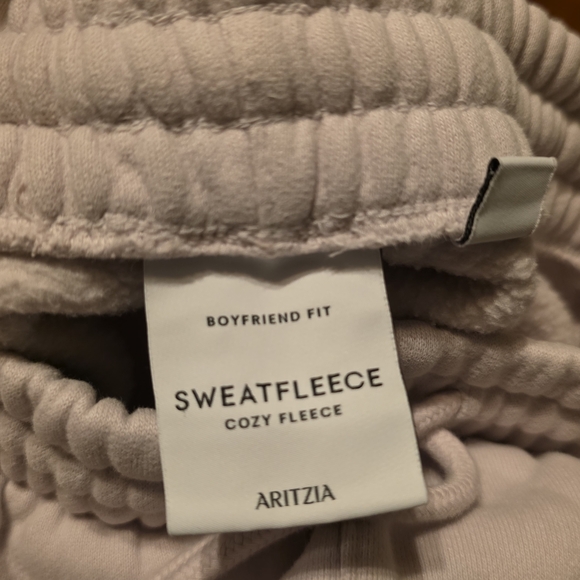 BOYFRIEND FIT
SWEATFLEECE
COZY FLEECE
ARITZIA